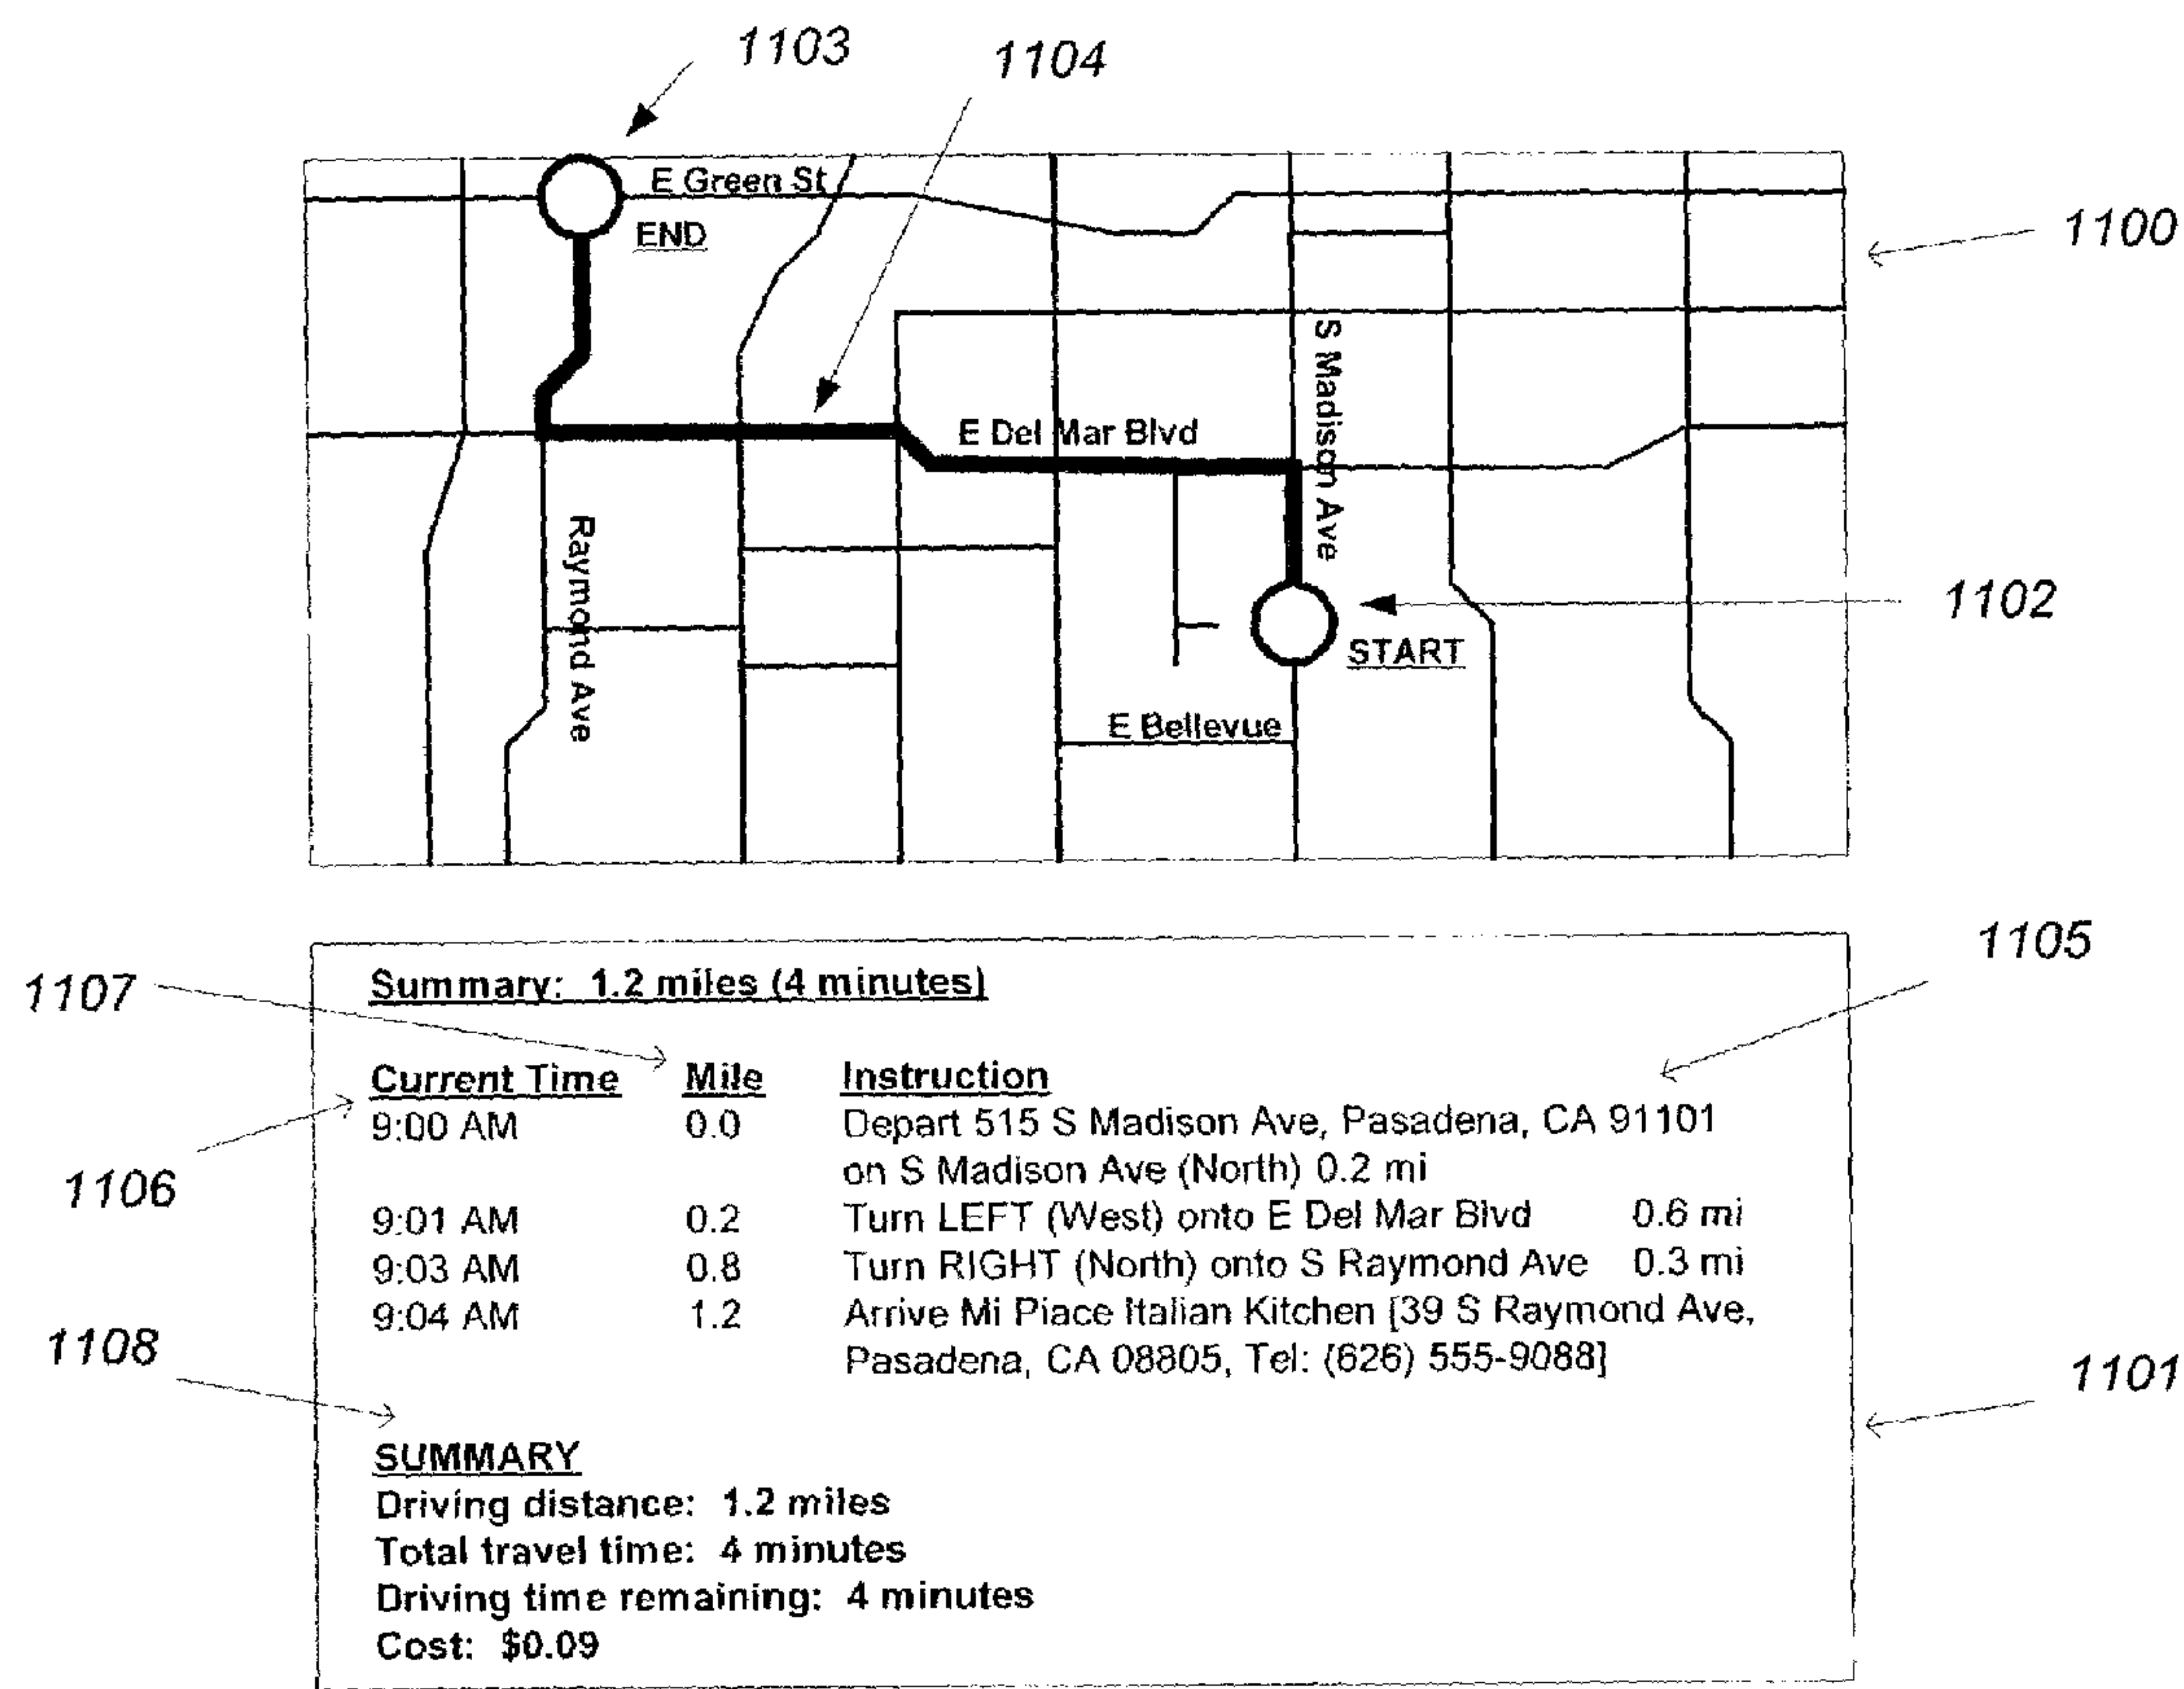 1103
1104
E Green St
END
1100
S Madison Ave
E Del Mar Blvd
Raymond Ave
1102
START
E Bellevue
1105
1107
Summary: 1.2 miles (4 minutes)
Current Time Mile Instruction
9:00 AM 0.0 Depart 515 S Madison Ave, Pasadena, CA 91101
on S Madison Ave (North) 0.2 mi
1106
9:01 AM 0.2 Turn LEFT (West) onto E Del Mar Blvd 0.6 mi
9:03 AM 0.8 Turn RIGHT (North) onto S Raymond Ave 0.3 mi
9:04 AM 1.2 Arrive Mi Piace Italian Kitchen [39 S Raymond Ave,
1108
Pasadena, CA 08805, Tel: (626) 555-9088]
1101
SUMMARY
Driving distance: 1.2 miles
Total travel time: 4 minutes
Driving time remaining: 4 minutes
Cost: $0.09